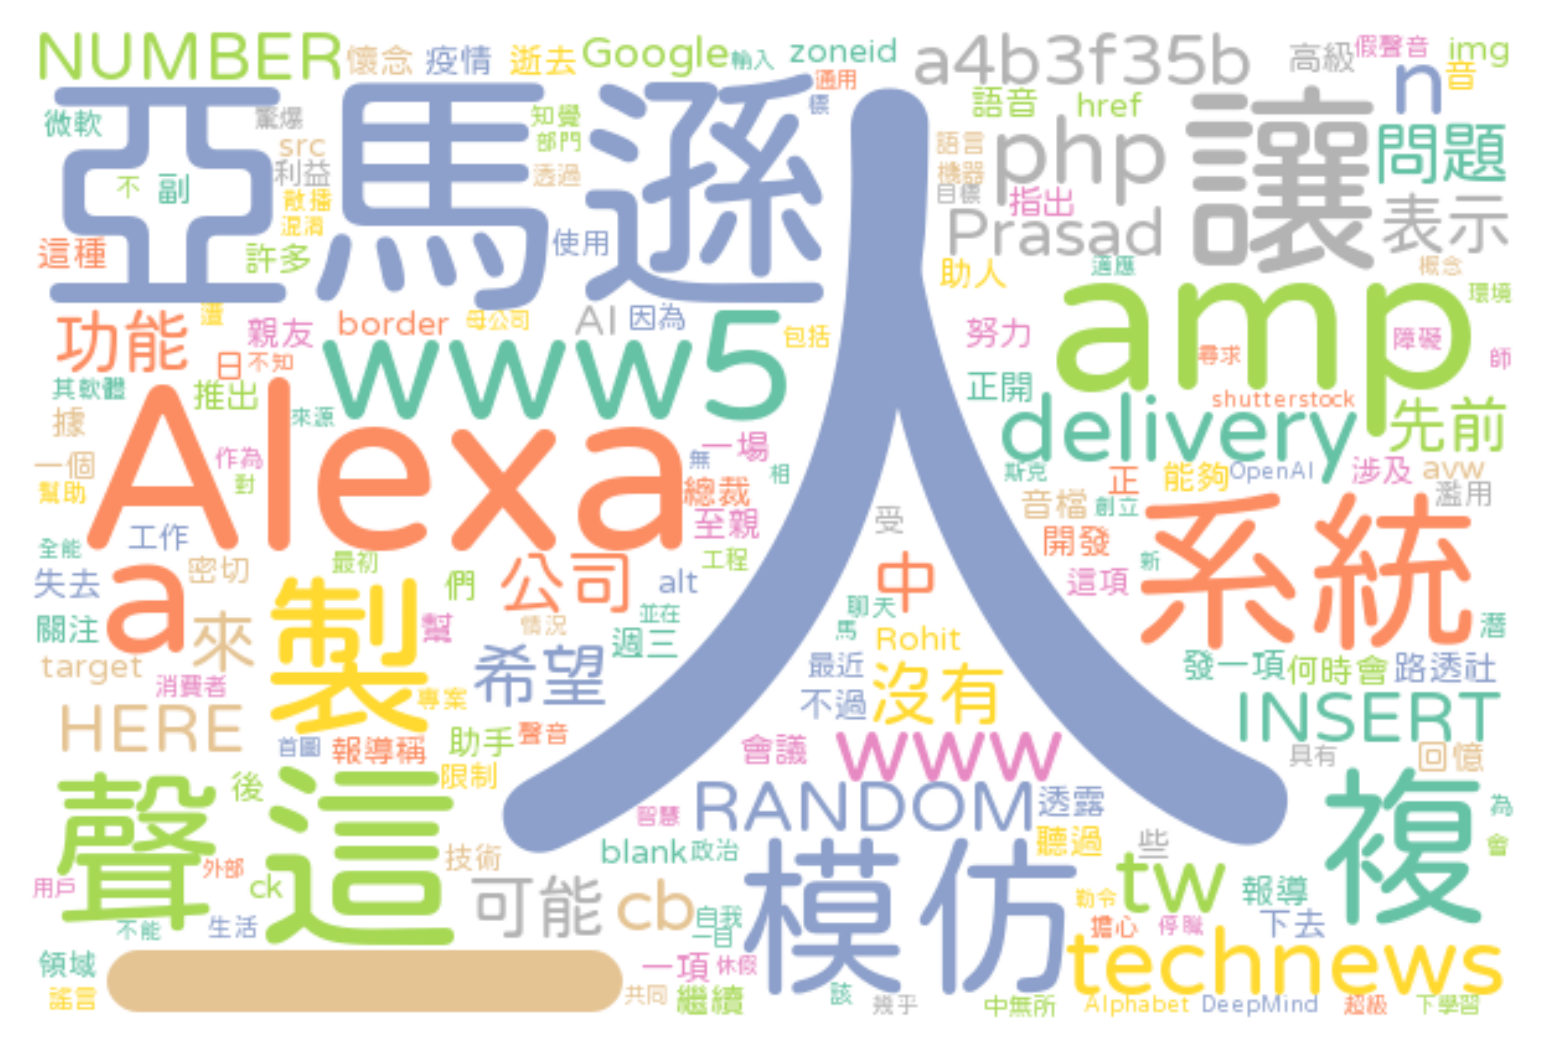 NUMBER 懷念 疫情 逝去 Google 輸入 zoneid a4b3f35b 高級 假聲音 img
通用 n 音
微軟 驚爆 知覺 標 語音 href
亞馬遜 人 php 讓 問題
src 部門 語言
利益 透過 機器
不 副 散播 目標 指出
混淆 Prasad 表示
這種 許多 使用 助人 適應 概念
灣 環境
功能 親友 border 母公司 AI 因為 包括 努力 amp 障礙
日 不知 www5 尋求 師
其軟體 推出 來源 正開 shutterstock
據 delivery 先前
Alexa 一場
一個 作為 無 相 斯克 正 能夠 OpenAI 涉及 avw
幫助 對 總裁 音檔 創立 濫用
工作 至親 受 開發 系統
全能 最初 工程 新
失去 a 密切 們 公司 alt 中 這項
關注 來 製 幫 情況 並在 聊天 潛
週三 馬 Rohit
target 希望 最近 發一項 何時會 路透社
消費者 專案 不過 沒有
HERE 首圖 報導稱 助手 聲音 會議 www INSERT
限制 具有 回憶
聲 後 這 智慧 RANDOM 透露 複 為
聽過 些 會
外部 技術 blank 政治 模仿
用戶 ck 可能 cb 自我 勒令 tw 報導
不能 生活 一自 擔心 停職 下去
領域 一項 休假 technews
謠言 共同 繼續 該 幾乎 中無所 Alphabet DeepMind 超級 下學習